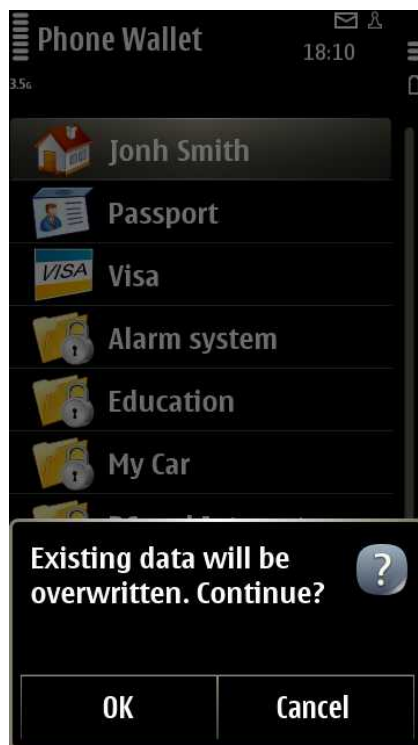 Phone Wallet
18:10
3.5G
Jonh Smith
Passport
VISA
Visa
Alarm system
Education
My Car
Existing data will be
overwritten. Continue?
?
OK
Cancel